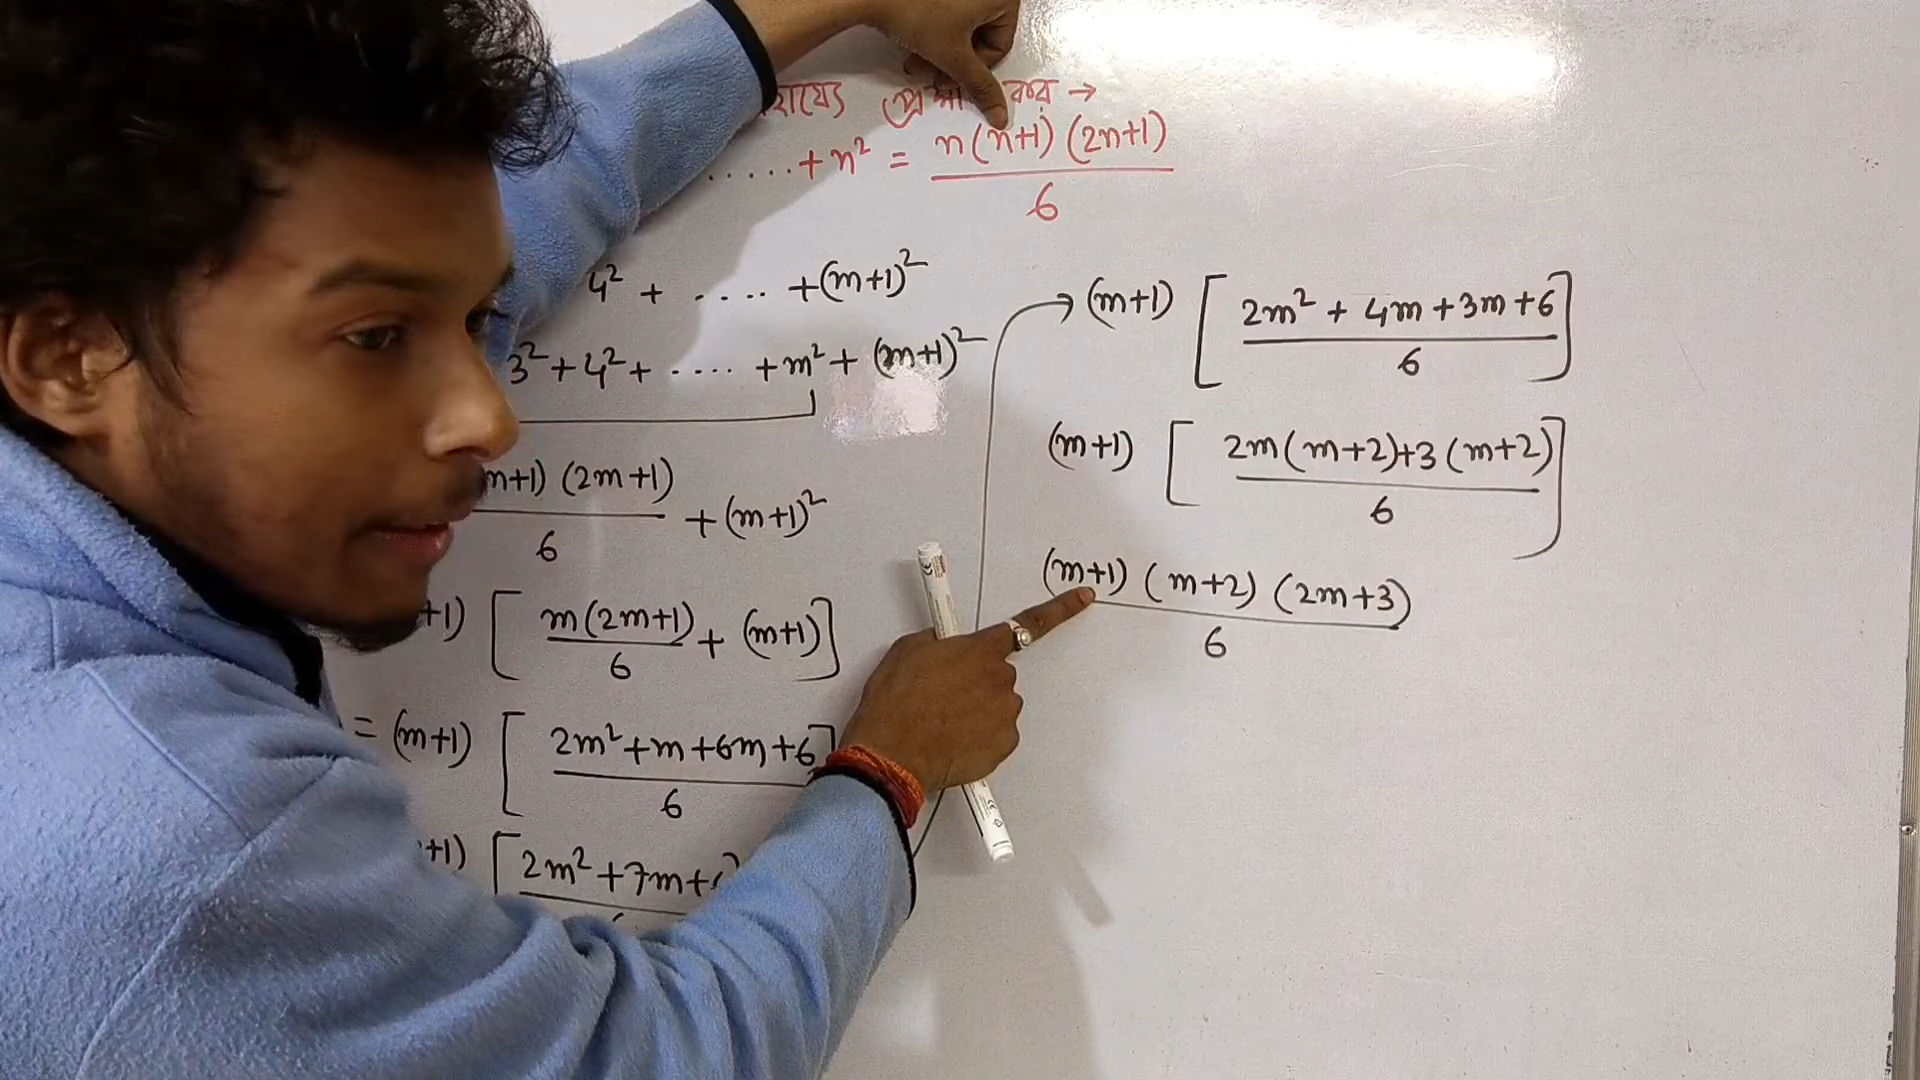 করে →
.....+ n² = n(n+1)(2n+1)/6
4² + .... +(m+1)²
3² + 4² + .... + m² + (m+1)²
m+1)(2m+1)/6 + (m+1)²
+1) [ m(2m+1)/6 + (m+1) ]
= (m+1) [ 2m² + m + 6m + 6 / 6 ]
+1) [ 2m² + 7m +
→ (m+1) [ 2m² + 4m + 3m + 6 / 6 ]
(m+1) [ 2m(m+2)+3(m+2) / 6 ]
(m+1)(m+2)(2m+3) / 6